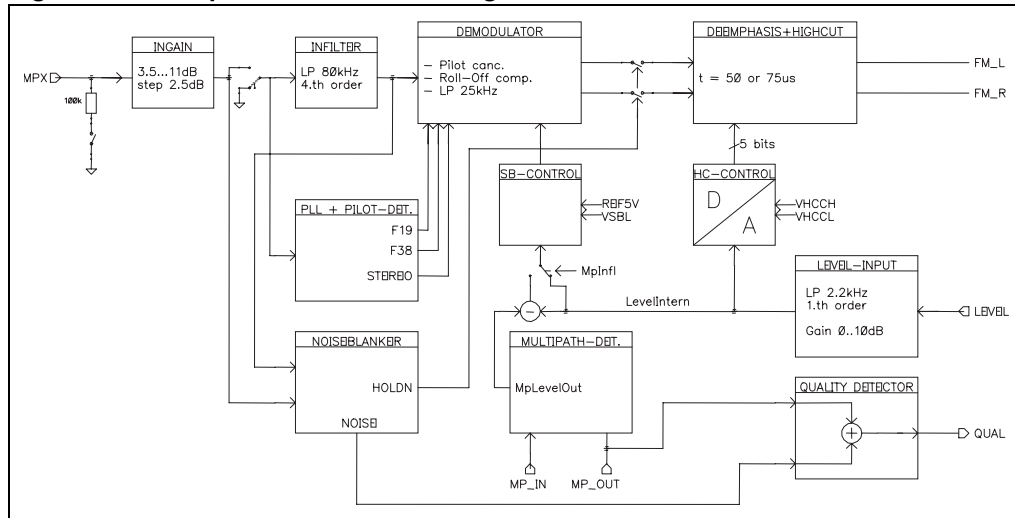 DEMODULATOR
DEEMPHASIS+HIGHCUT
INGAIN
INFILTER
MPX
3.5...11dB
step 2.5dB
LP 80kHz
4.th order
- Pilot canc.
- Roll-Off comp.
- LP 25kHz
t = 50 or 75us
FM_L
FM_R
100k
5 bits
SB-CONTROL
HC-CONTROL
REF5V
VSBL
D
A
VHCCH
VHCCL
PLL + PILOT-DET.
F19
F38
STEREO
MpInfl
LevelIntern
LEVEL-INPUT
LP 2.2kHz
1.th order
Gain 0..10dB
LEVEL
NOISEBLANKER
HOLDN
NOISE
MULTIPATH-DET.
MpLevelOut
QUALITY DETECTOR
QUAL
MP_IN
MP_OUT